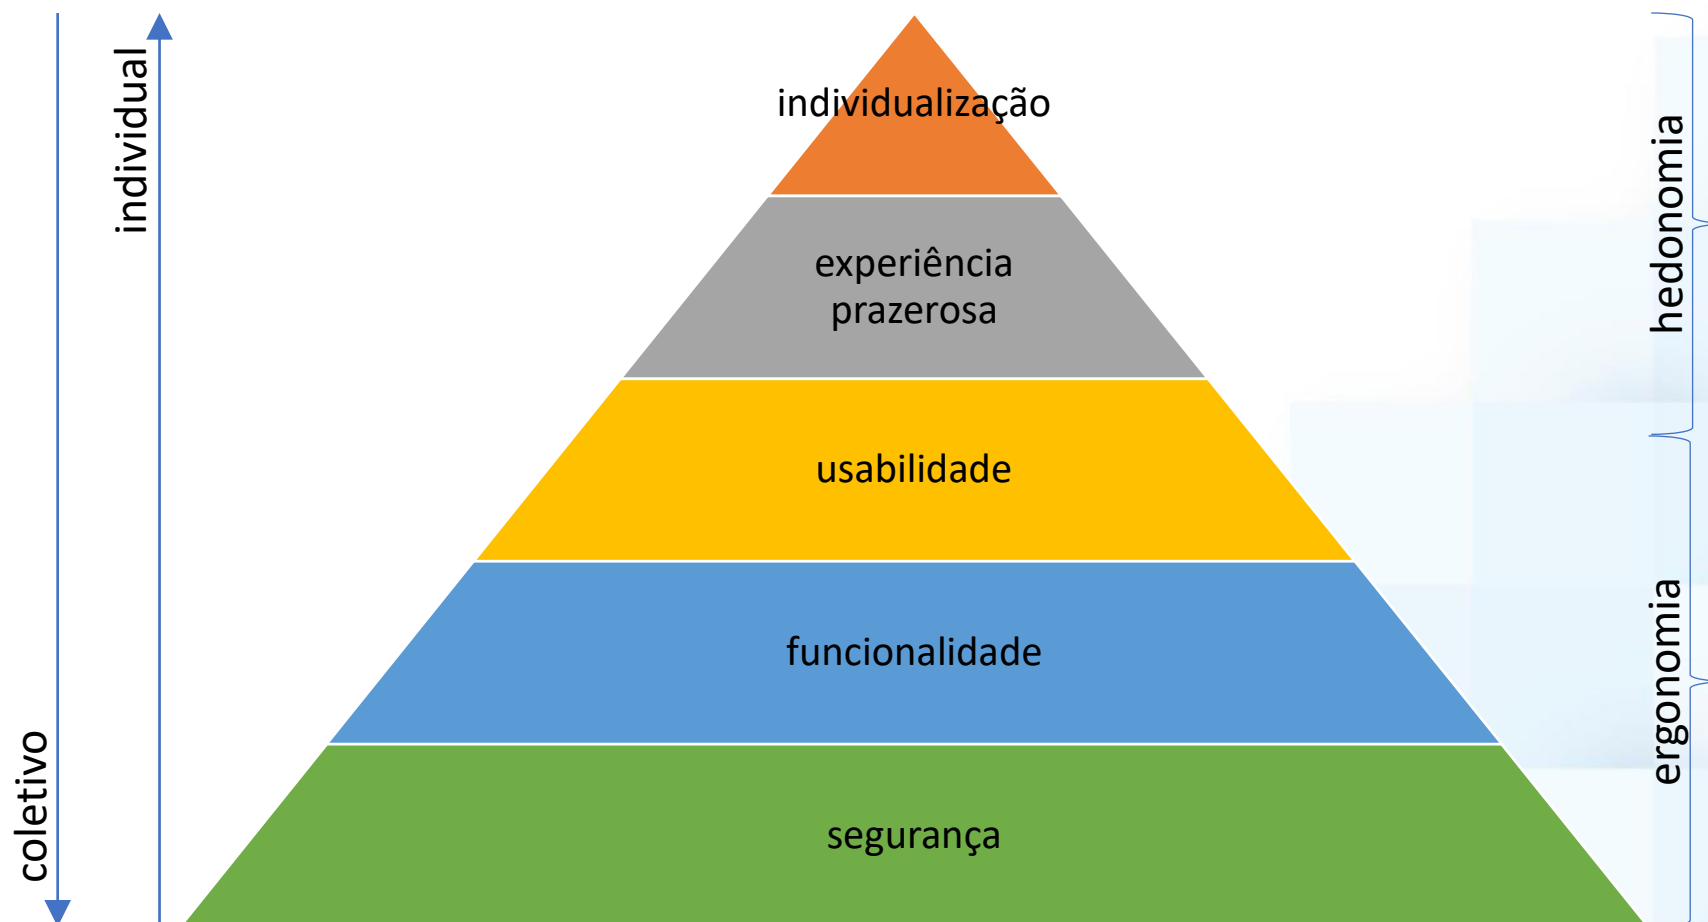 individual
coletivo
individualização
experiência
prazerosa
usabilidade
funcionalidade
segurança
hedonomia
ergonomia